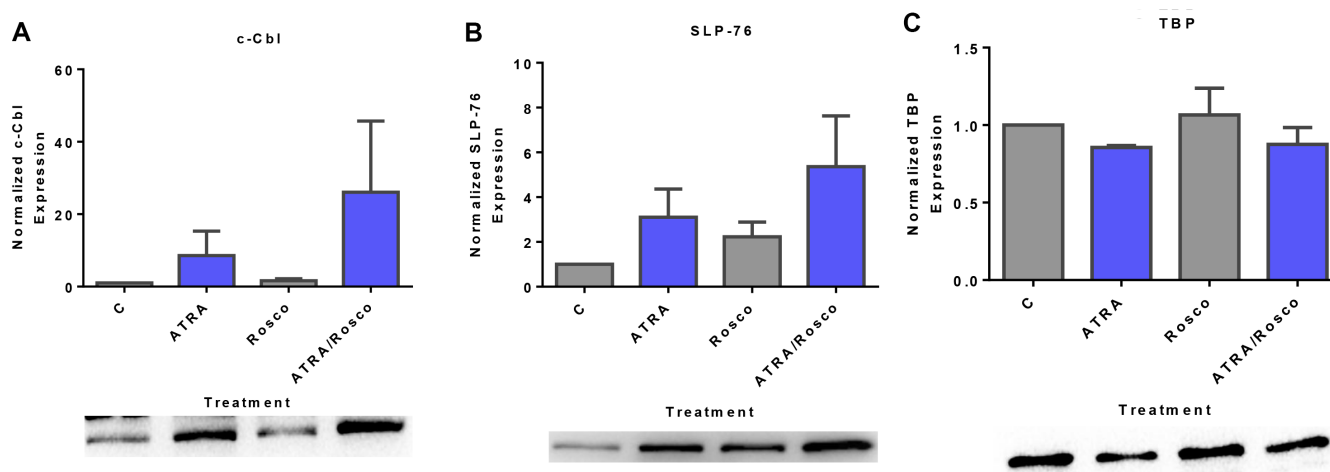 A
c-Cbl
Normalized c-Cbl
Expression
60
40
20
0
C
ATRA
Rosco
ATRA/Rosco
Treatment
B
SLP-76
Normalized SLP-76
Expression
10
8
6
4
2
0
C
ATRA
Rosco
ATRA/Rosco
Treatment
C
TBP
Normalized TBP
Expression
1.5
1.0
0.5
0.0
C
ATRA
Rosco
ATRA/Rosco
Treatment